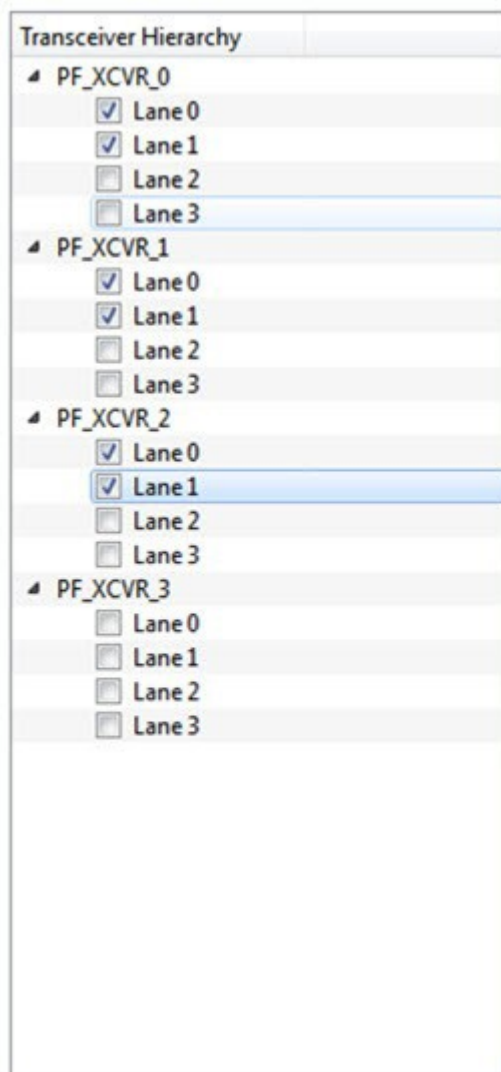 Transceiver Hierarchy
PF_XCVR_0
Lane 0
Lane 1
Lane 2
Lane 3
PF_XCVR_1
Lane 0
Lane 1
Lane 2
Lane 3
PF_XCVR_2
Lane 0
Lane 1
Lane 2
Lane 3
PF_XCVR_3
Lane 0
Lane 1
Lane 2
Lane 3